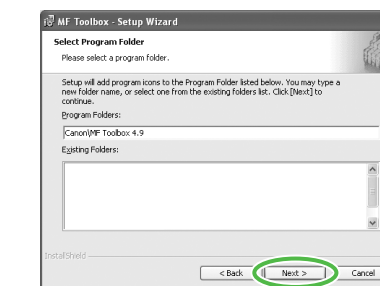 MF Toolbox - Setup Wizard
Select Program Folder
Please select a program folder.
Setup will add program icons to the Program Folder listed below. You may type a
new folder name, or select one from the existing folders list. Click [Next] to
continue.
Program Folders:
Canon\MF Toolbox 4.9
Existing Folders:
InstallShield
< Back Next > Cancel